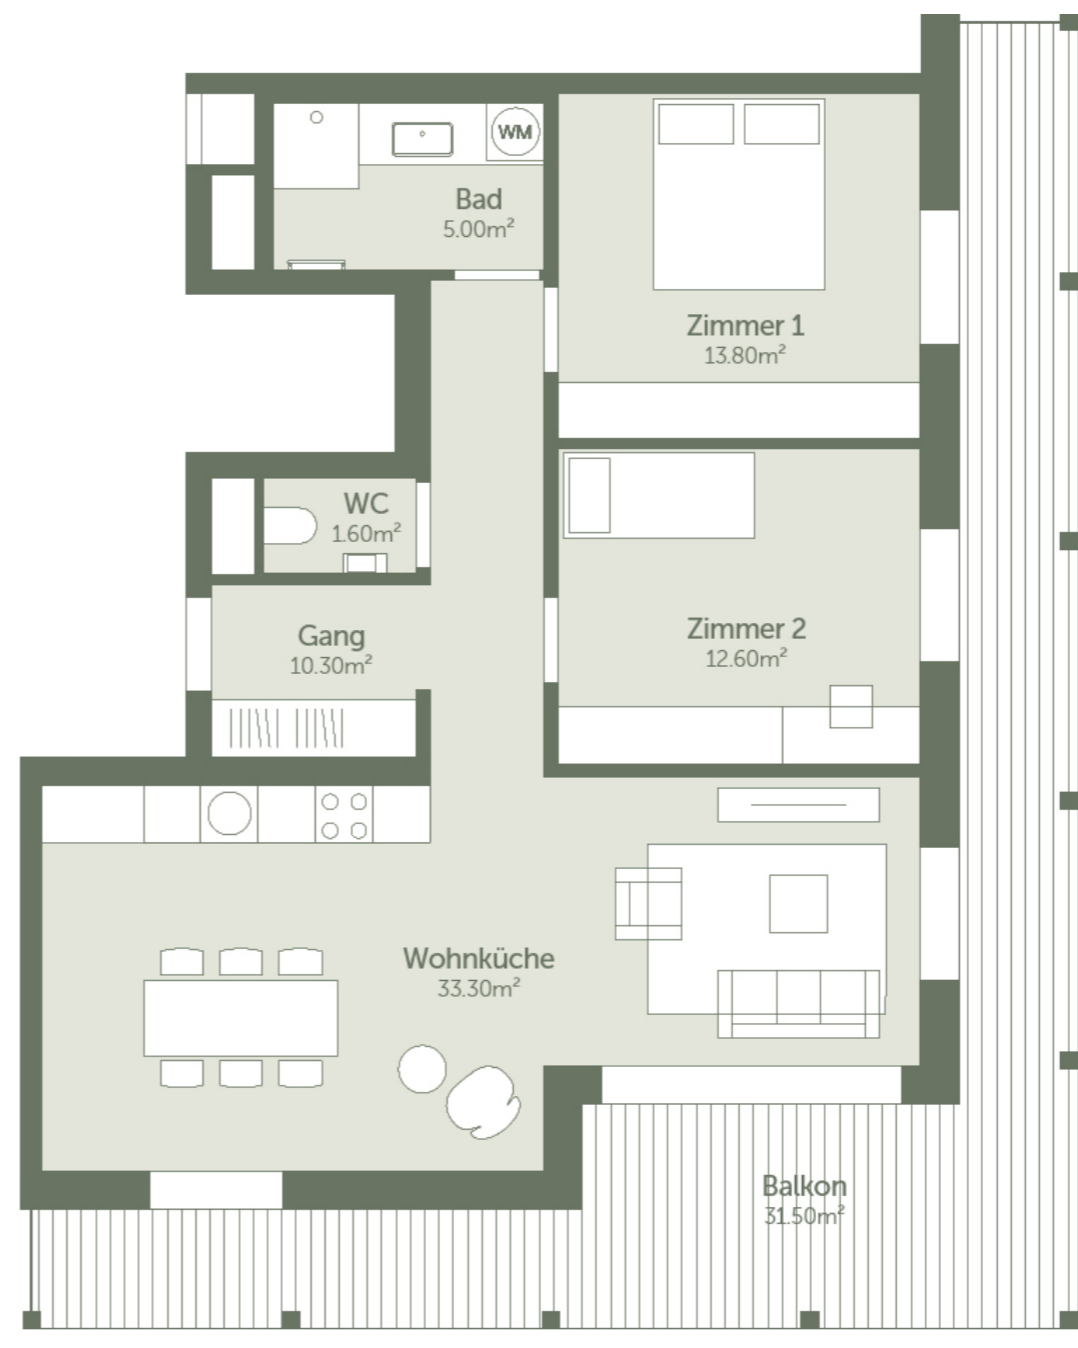 WM
Bad
5.00m²
Zimmer 1
13.80m²
WC
1.60m²
Zimmer 2
12.60m²
Gang
10.30m²
Wohnküche
33.30m²
Balkon
31.50m²